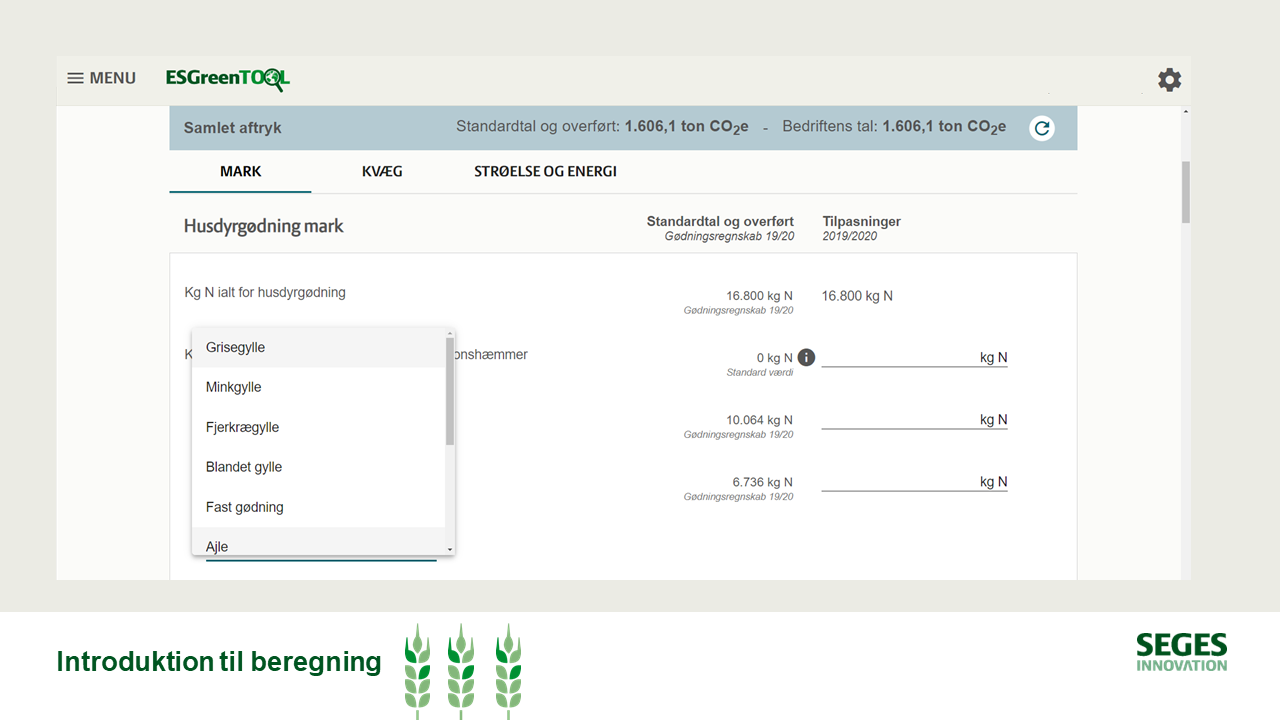 MENU
ESGreenTOOL
Samlet aftryk
Standardtal og overført: 1.606,1 ton CO2e - Bedriftens tal: 1.606,1 ton CO2e
MARK
KVÆG
STRØELSE OG ENERGI
Husdyrgødning mark
Standardtal og overført
Gødningsregnskab 19/20
Tilpasninger
2019/2020
Kg N ialt for husdyrgødning
16.800 kg N
Gødningsregnskab 19/20
16.800 kg N
onshæmmer
0 kg N
Standard værdi
kg N
10.064 kg N
Gødningsregnskab 19/20
kg N
6.736 kg N
Gødningsregnskab 19/20
kg N
Grisegylle
Minkgylle
Fjerkrægylle
Blandet gylle
Fast gødning
Ajle
Introduktion til beregning
SEGES
INNOVATION